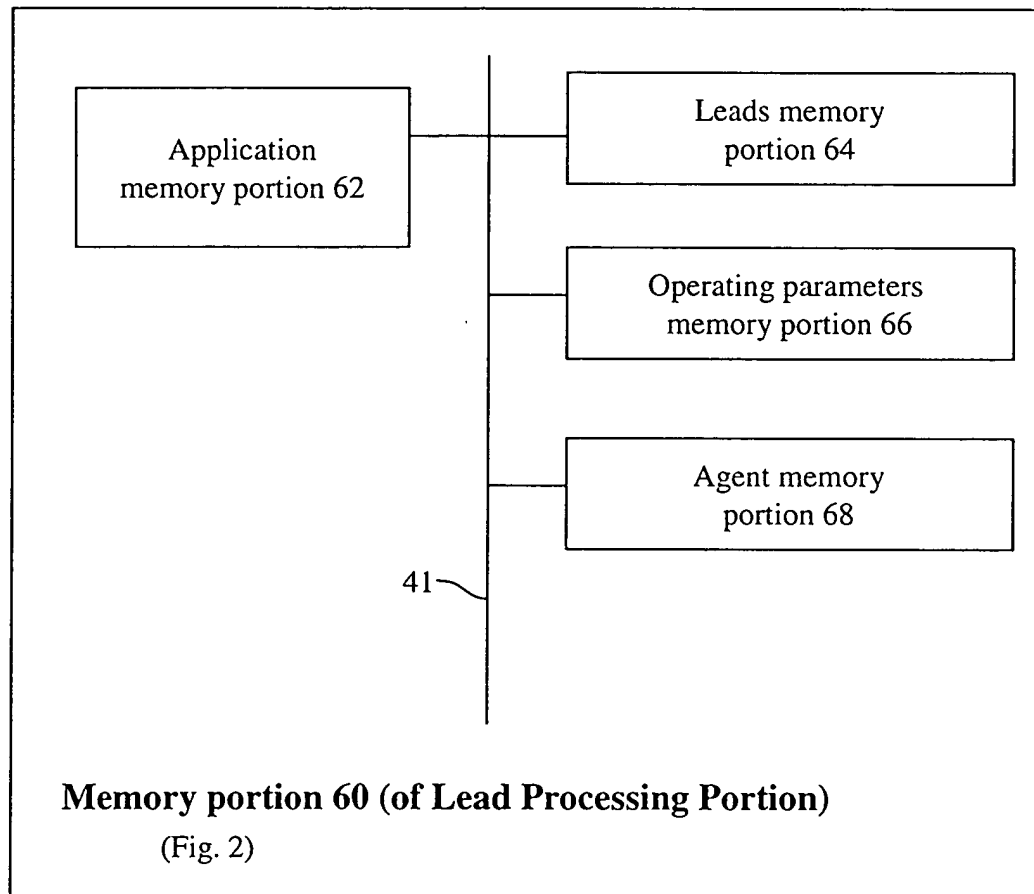 Application
memory portion 62
Leads memory
portion 64
Operating parameters
memory portion 66
Agent memory
portion 68
41
Memory portion 60 (of Lead Processing Portion)
(Fig. 2)